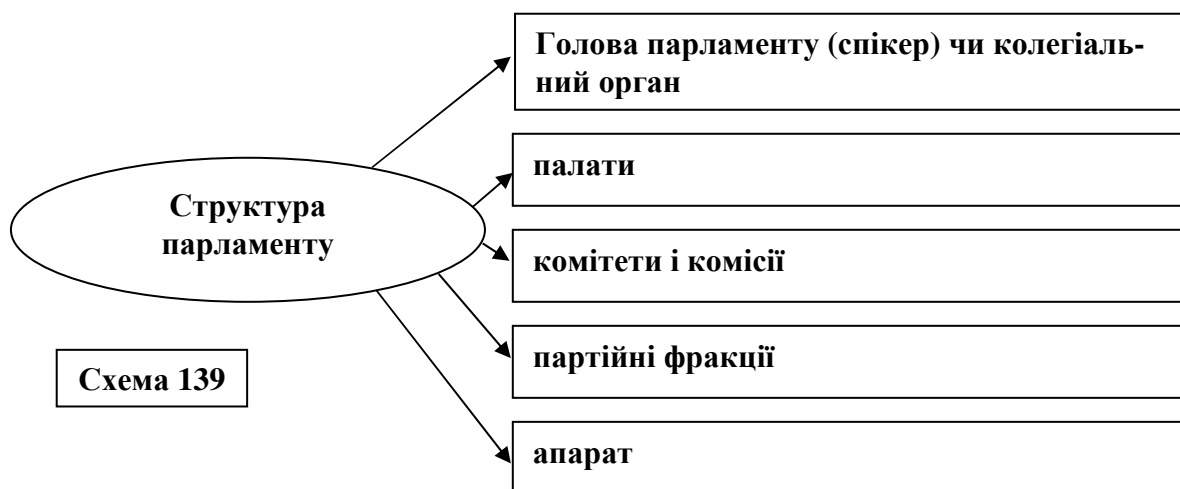 Голова парламенту (спікер) чи колегіаль-
ний орган
палати
Структура
парламенту
комітети і комісії
партійні фракції
Схема 139
апарат